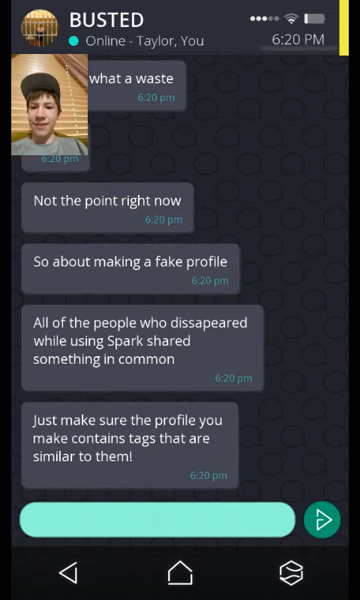 BUSTED
Online - Taylor, You
6:20 PM
what a waste
6:20 pm
6:20 pm
Not the point right now
6:20 pm
So about making a fake profile
6:20 pm
All of the people who dissapeared
while using Spark shared
something in common
6:20 pm
Just make sure the profile you
make contains tags that are
similar to them!
6:20 pm